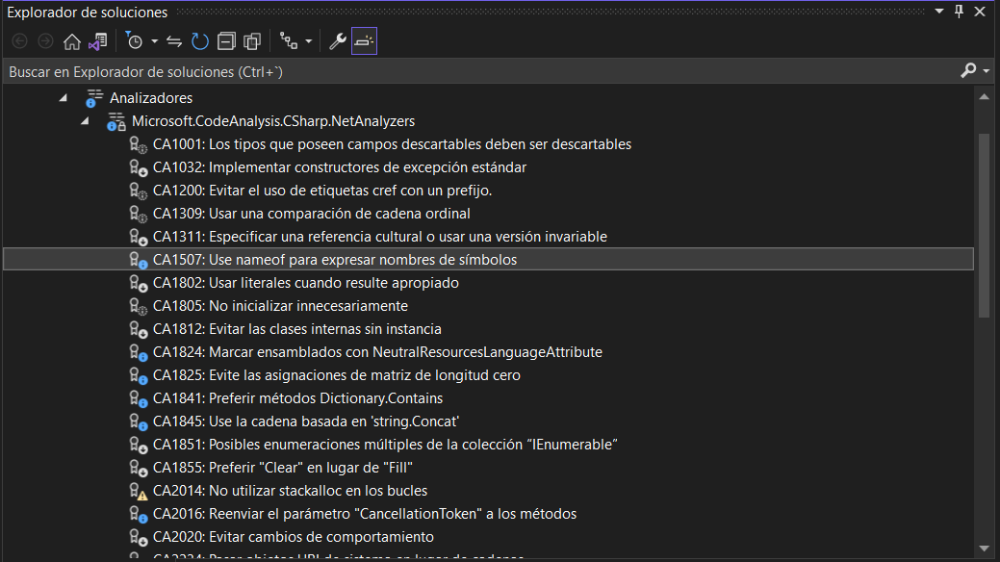 Explorador de soluciones
Buscar en Explorador de soluciones (Ctrl+`)
Analizadores
Microsoft.CodeAnalysis.CSharp.NetAnalyzers
CA1001: Los tipos que poseen campos descartables deben ser descartables
CA1032: Implementar constructores de excepción estándar
CA1200: Evitar el uso de etiquetas cref con un prefijo.
CA1309: Usar una comparación de cadena ordinal
CA1311: Especificar una referencia cultural o usar una versión invariable
CA1507: Use nameof para expresar nombres de símbolos
CA1802: Usar literales cuando resulte apropiado
CA1805: No inicializar innecesariamente
CA1812: Evitar las clases internas sin instancia
CA1824: Marcar ensamblados con NeutralResourcesLanguageAttribute
CA1825: Evite las asignaciones de matriz de longitud cero
CA1841: Preferir métodos Dictionary.Contains
CA1845: Use la cadena basada en 'string.Concat'
CA1851: Posibles enumeraciones múltiples de la colección “IEnumerable”
CA1855: Preferir "Clear" en lugar de "Fill"
CA2014: No utilizar stackalloc en los bucles
CA2016: Reenviar el parámetro "CancellationToken" a los métodos
CA2020: Evitar cambios de comportamiento